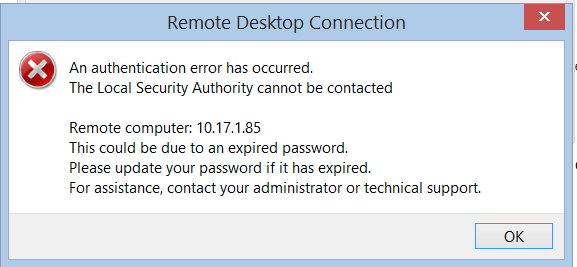 Remote Desktop Connection
An authentication error has occurred.
The Local Security Authority cannot be contacted
Remote computer: 10.17.1.85
This could be due to an expired password.
Please update your password if it has expired.
For assistance, contact your administrator or technical support.
OK